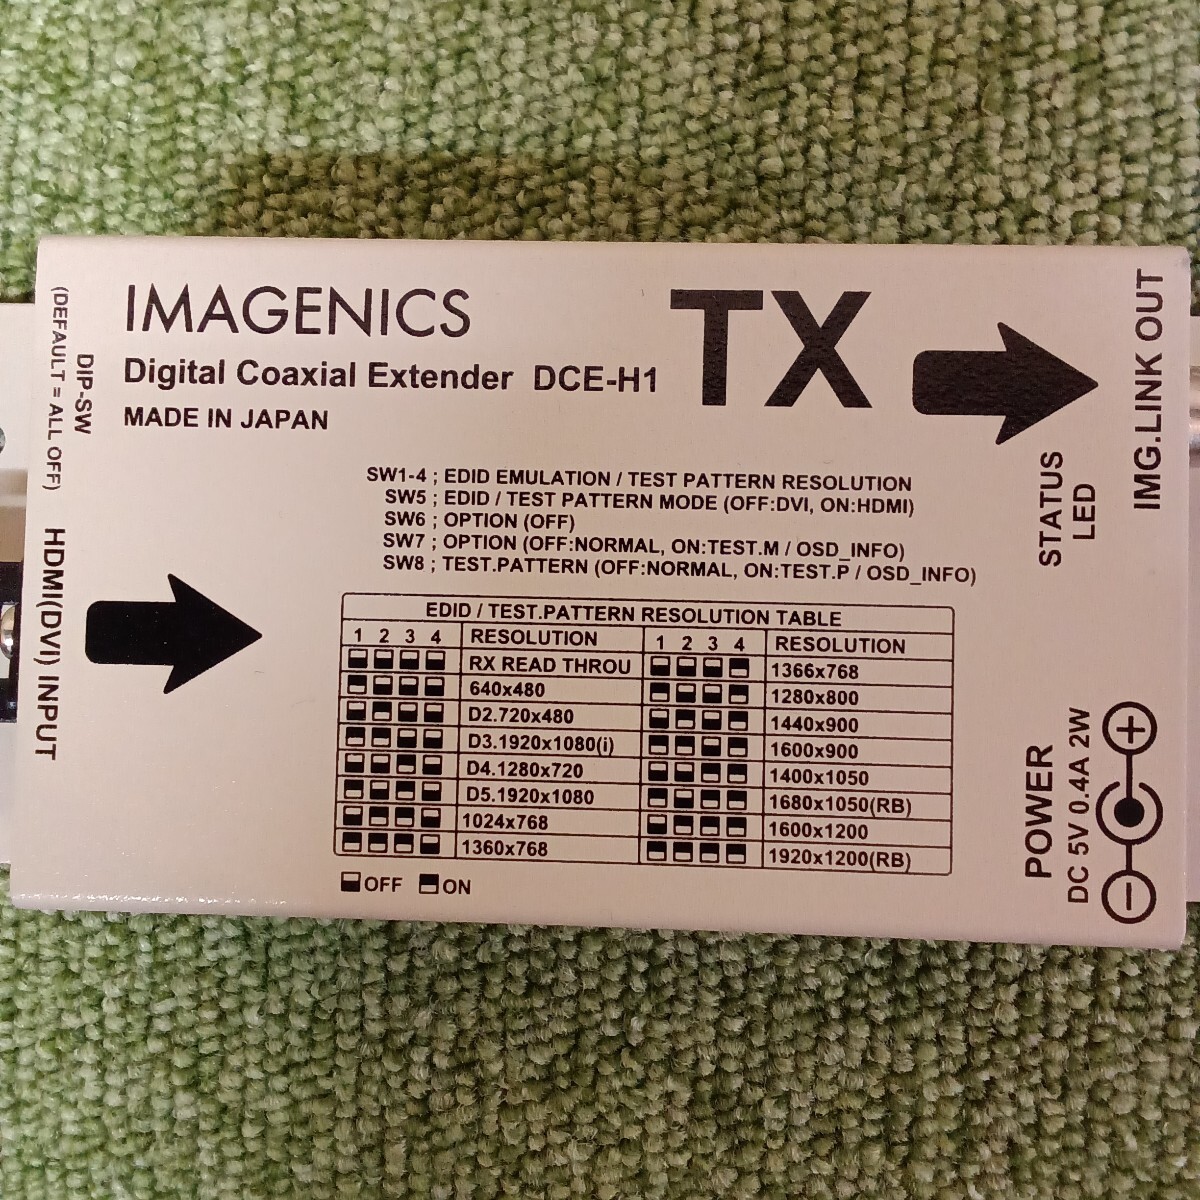 IMAGENICS
Digital Coaxial Extender DCE-H1
MADE IN JAPAN
TX
DIP-SW
(DEFAULT = ALL OFF)
HDMI(DVI) INPUT
IMG.LINK OUT
STATUS
LED
SW1-4 ; EDID EMULATION / TEST PATTERN RESOLUTION
SW5 ; EDID / TEST PATTERN MODE (OFF:DVI, ON:HDMI)
SW6 ; OPTION (OFF)
SW7 ; OPTION (OFF:NORMAL, ON:TEST.M / OSD_INFO)
SW8 ; TEST.PATTERN (OFF:NORMAL, ON:TEST.P / OSD_INFO)
EDID / TEST.PATTERN RESOLUTION TABLE
1 2 3 4 RESOLUTION 1 2 3 4 RESOLUTION
RX READ THROU 1366x768
640x480 1280x800
D2.720x480 1440x900
D3.1920x1080(i) 1600x900
D4.1280x720 1400x1050
D5.1920x1080 1680x1050(RB)
1024x768 1600x1200
1360x768 1920x1200(RB)
OFF ON
POWER
DC 5V 0.4A 2W